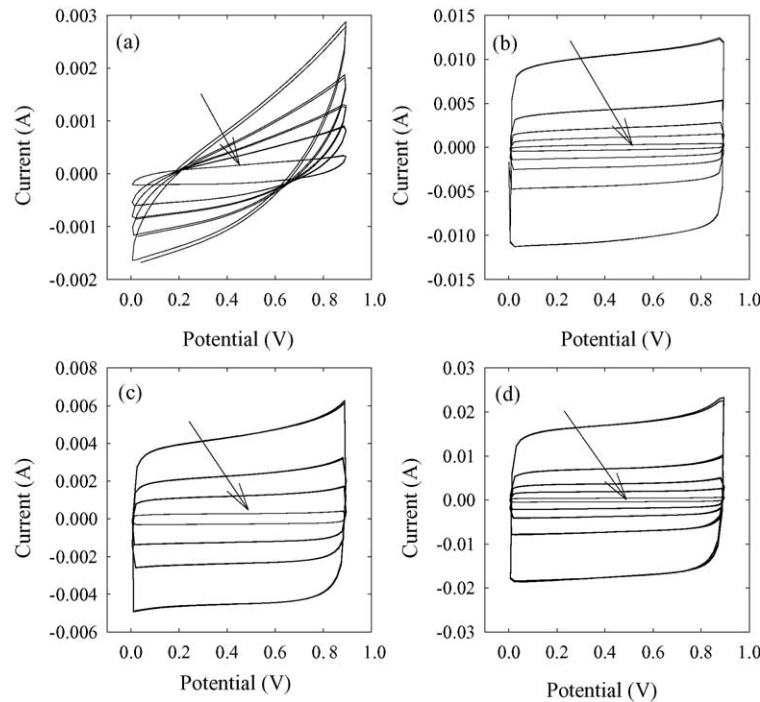 (a)
Current (A)
0.003
0.002
0.001
0.000
-0.001
-0.002
0.0 0.2 0.4 0.6 0.8 1.0
Potential (V)
(b)
Current (A)
0.015
0.010
0.005
0.000
-0.005
-0.010
-0.015
0.0 0.2 0.4 0.6 0.8 1.0
Potential (V)
(c)
Current (A)
0.008
0.006
0.004
0.002
0.000
-0.002
-0.004
-0.006
0.0 0.2 0.4 0.6 0.8 1.0
Potential (V)
(d)
Current (A)
0.03
0.02
0.01
0.00
-0.01
-0.02
-0.03
0.0 0.2 0.4 0.6 0.8 1.0
Potential (V)